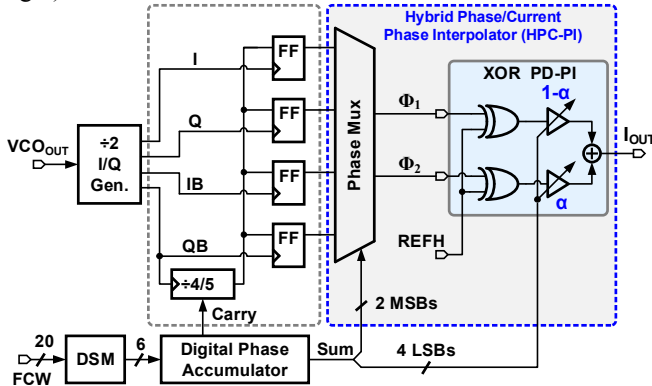 Hybrid Phase/Current
Phase Interpolator (HPC-PI)
I
FF
XOR PD-PI
1-α
Φ1
Q
FF
VCOOUT
÷2
I/Q
Gen.
Phase Mux
IOUT
IB
FF
Φ2
α
QB
FF
REFH
÷4/5
Carry
2 MSBs
20
FCW
DSM
6
Digital Phase
Accumulator
Sum
4 LSBs